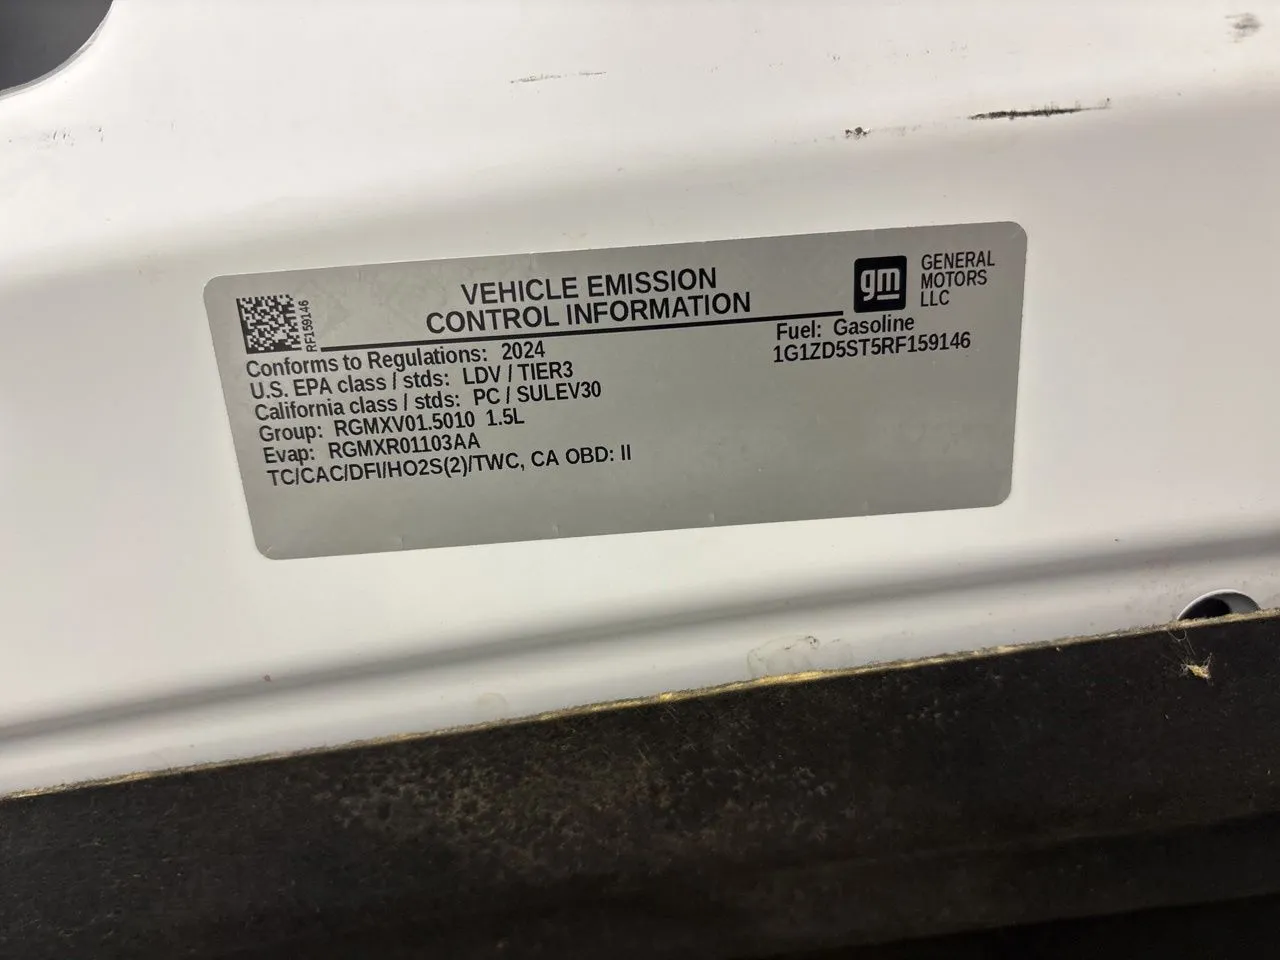 VEHICLE EMISSION
CONTROL INFORMATION
gm
GENERAL
MOTORS
LLC
RF159146
Fuel: Gasoline
1G1ZD5ST5RF159146
Conforms to Regulations: 2024
U.S. EPA class / stds: LDV / TIER3
California class / stds: PC / SULEV30
Group: RGMXV01.5010 1.5L
Evap: RGMXR01103AA
TC/CAC/DFI/HO2S(2)/TWC, CA OBD: II